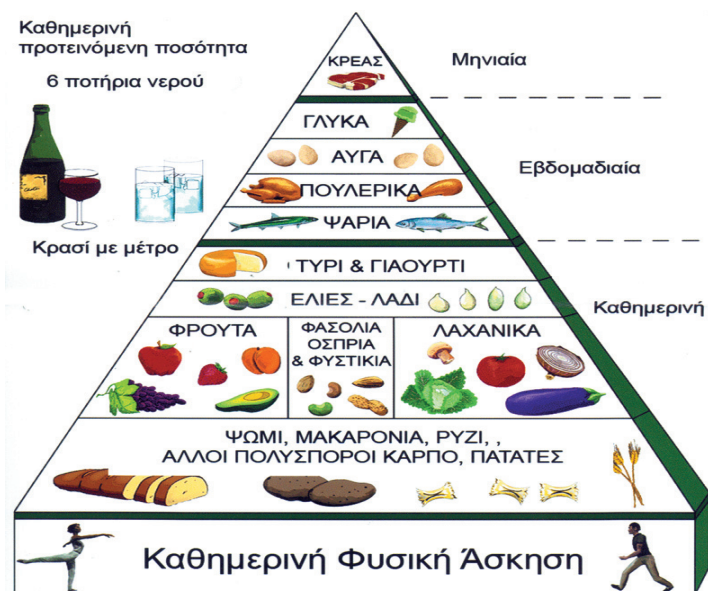 Καθημερινή
προτεινόμενη ποσότητα
6 ποτήρια νερού
Κρασί με μέτρο
ΚΡΕΑΣ
Μηνιαία
ΓΛΥΚΑ
ΑΥΓΑ
ΠΟΥΛΕΡΙΚΑ
ΨΑΡΙΑ
Εβδομαδιαία
ΤΥΡΙ & ΓΙΑΟΥΡΤΙ
ΕΛΙΕΣ - ΛΑΔΙ
Καθημερινή
ΦΡΟΥΤΑ
ΦΑΣΟΛΙΑ
ΟΣΠΡΙΑ
& ΦΥΣΤΙΚΙΑ
ΛΑΧΑΝΙΚΑ
ΨΩΜΙ, ΜΑΚΑΡΟΝΙΑ, ΡΥΖΙ, ,
ΑΛΛΟΙ ΠΟΛΥΣΠΟΡΟΙ ΚΑΡΠΟ, ΠΑΤΑΤΕΣ
Καθημερινή Φυσική Άσκηση